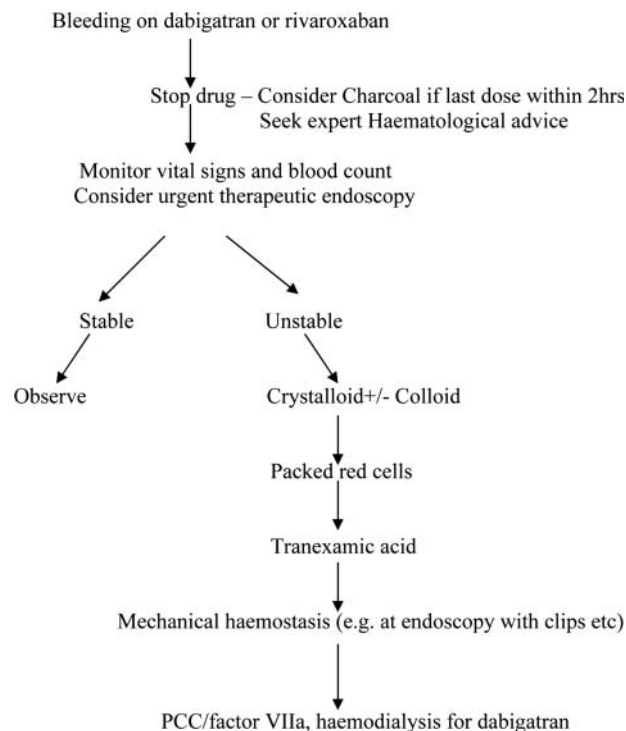 Bleeding on dabigatran or rivaroxaban
Stop drug – Consider Charcoal if last dose within 2hrs
Seek expert Haematological advice
Monitor vital signs and blood count
Consider urgent therapeutic endoscopy
Stable
Unstable
Observe
Crystalloid+/- Colloid
Packed red cells
Tranexamic acid
Mechanical haemostasis (e.g. at endoscopy with clips etc)
PCC/factor VIIa, haemodialysis for dabigatran